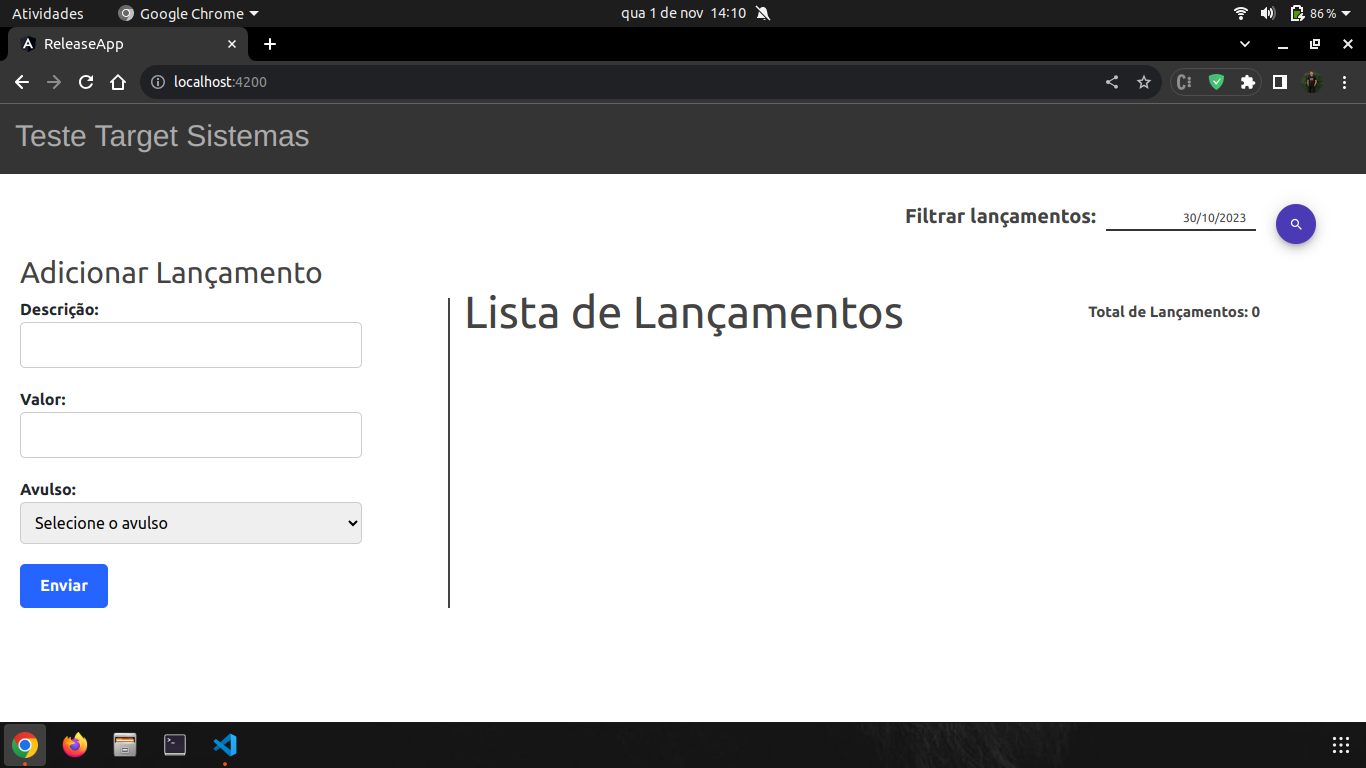 Atividades Google Chrome qua 1 de nov 14:10 86 %
ReleaseApp
localhost:4200
Teste Target Sistemas
Filtrar lançamentos: 30/10/2023
Adicionar Lançamento
Descrição:
Valor:
Avulso:
Selecione o avulso
Enviar
Lista de Lançamentos
Total de Lançamentos: 0